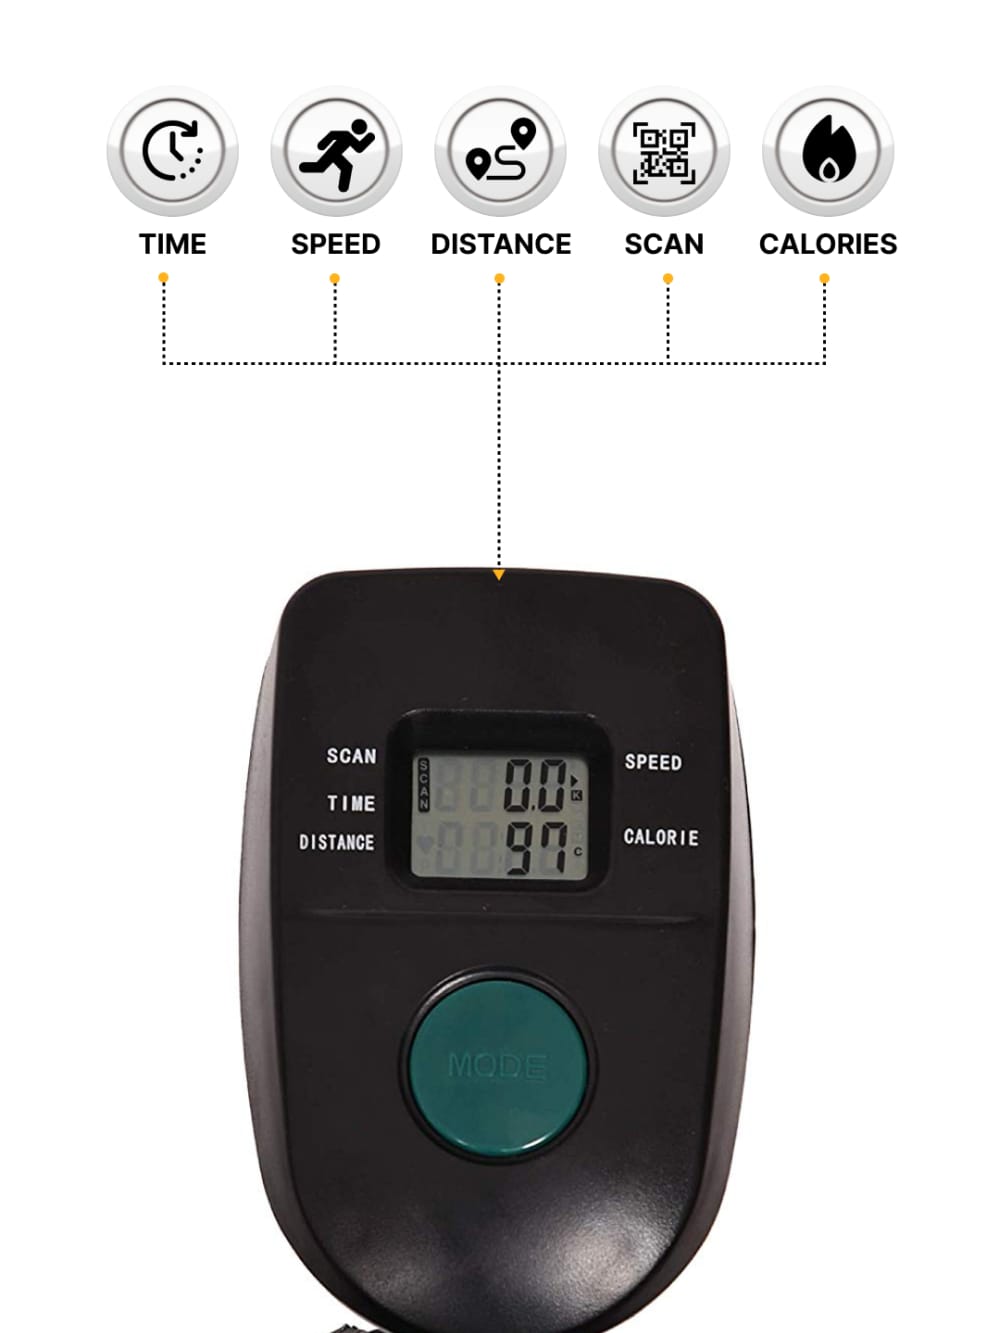 TIME SPEED DISTANCE SCAN CALORIES
SCAN
TIME
DISTANCE
SCAN
0.0
K
97
C
SPEED
CALORIE
MODE